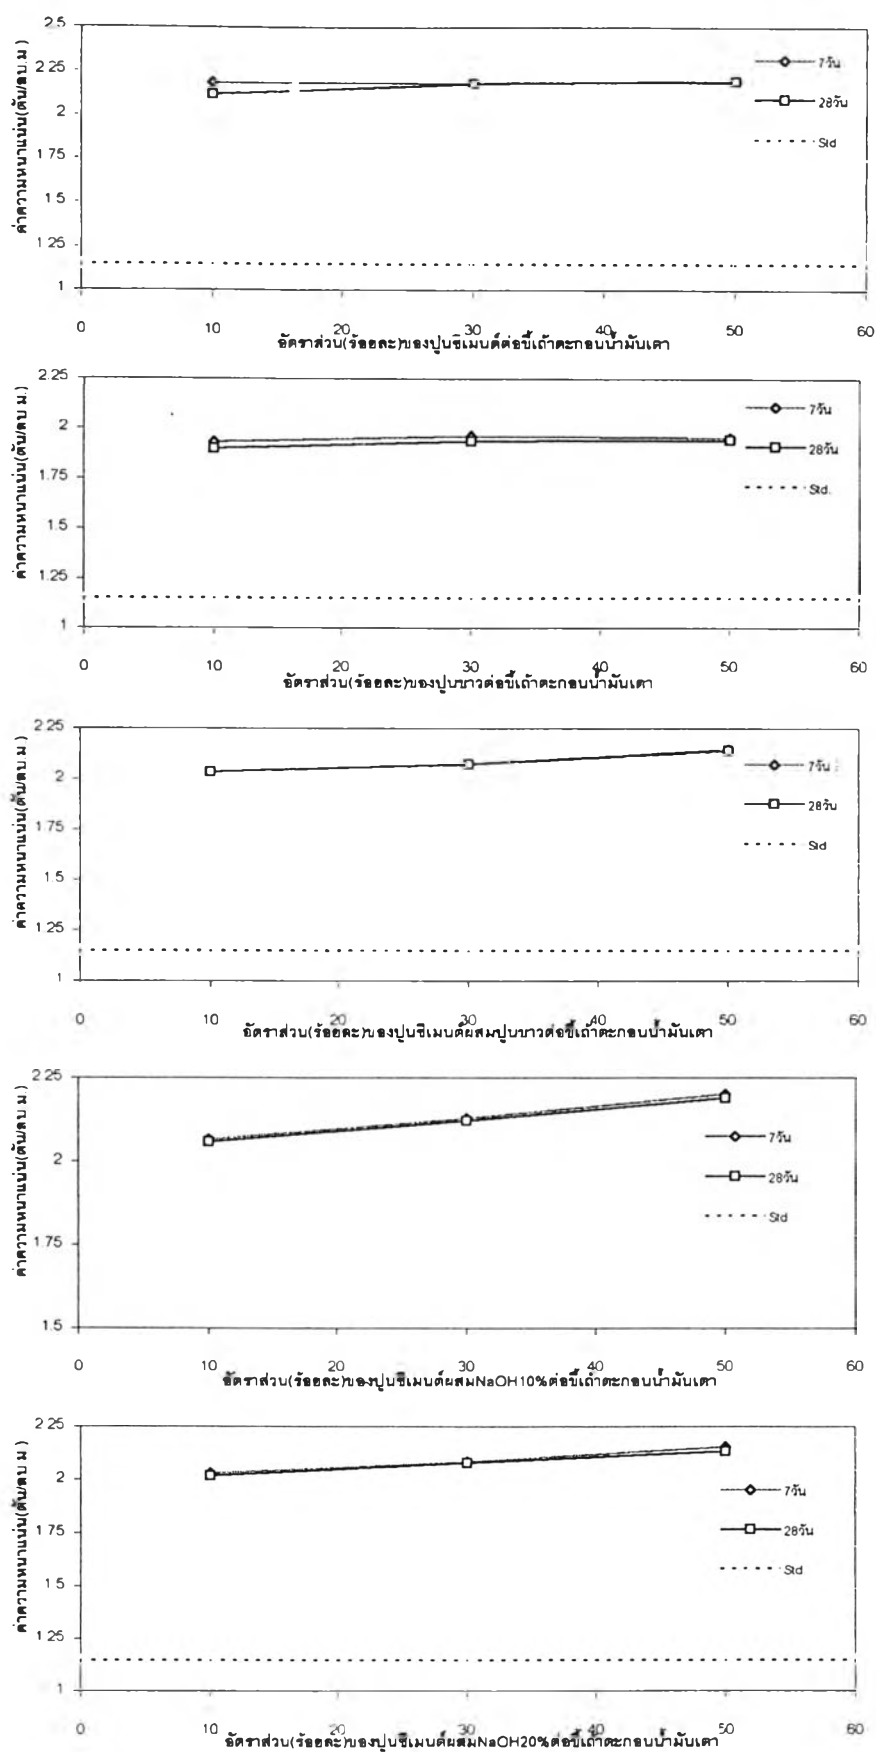 ค่าความหนาแน่น(ตัน/ลบ.ม)
2.5
2.25
2
1.75
1.5
1.25
1
0 10 20 30 40 50 60
7วัน
28วัน
Std
อัตราส่วน(ร้อยละ)ของปูนซีเมนต์ต่อขี้เถ้าตะกอนน้ำมันเตา
ค่าความหนาแน่น(ตัน/ลบ.ม.)
2.25
2
1.75
1.5
1.25
1
0 10 20 30 40 50 60
7วัน
28วัน
Std.
อัตราส่วน(ร้อยละ)ของปูนขาวต่อขี้เถ้าตะกอนน้ำมันเตา
ค่าความหนาแน่น(ตัน/ลบ.ม.)
2.25
2
1.75
1.5
1.25
1
0 10 20 30 40 50 60
7วัน
28วัน
Std
อัตราส่วน(ร้อยละ)ของปูนซีเมนต์ผสมปูนขาวต่อขี้เถ้าตะกอนน้ำมันเตา
ค่าความหนาแน่น(ตัน/ลบ.ม.)
2.25
2
1.75
1.5
0 10 20 30 40 50 60
7วัน
28วัน
Std
อัตราส่วน(ร้อยละ)ของปูนซีเมนต์ผสมNaOH10%ต่อขี้เถ้าตะกอนน้ำมันเตา
ค่าความหนาแน่น(ตัน/ลบ.ม.)
2.25
2
1.75
1.5
1.25
1
0 10 20 30 40 50 60
7วัน
28วัน
Std
อัตราส่วน(ร้อยละ)ของปูนซีเมนต์ผสมNaOH20%ต่อขี้เถ้าตะกอนน้ำมันเตา